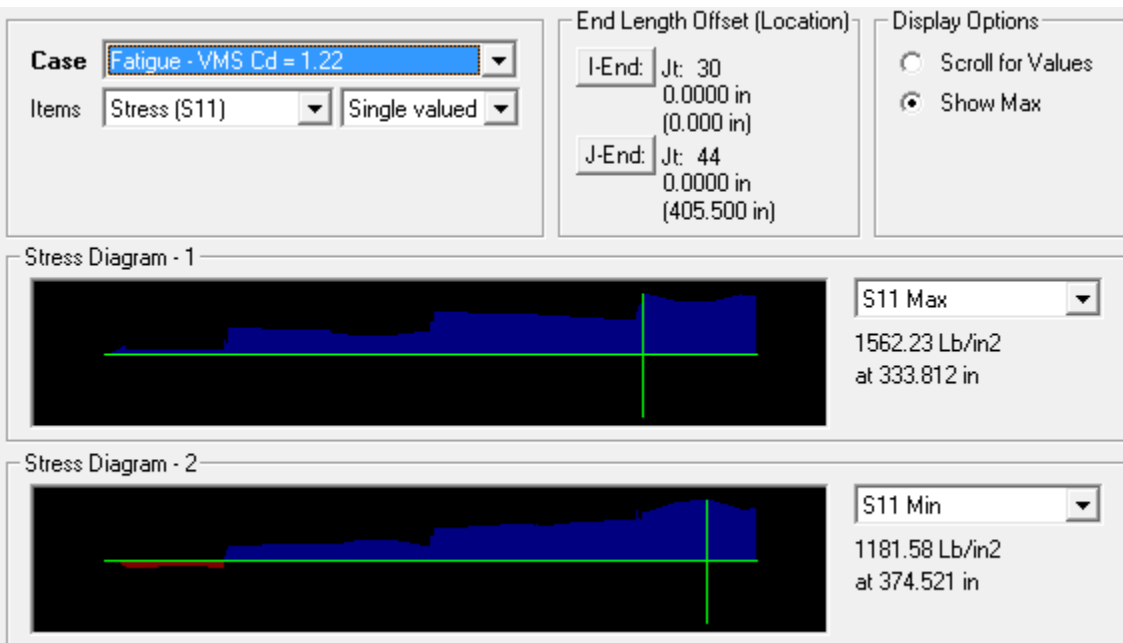 Case Fatigue - VMS Cd = 1.22
Items Stress (S11) Single valued
End Length Offset (Location)
I-End: Jt: 30
0.0000 in
(0.000 in)
J-End: Jt: 44
0.0000 in
(405.500 in)
Display Options
Scroll for Values
Show Max
Stress Diagram - 1
S11 Max
1562.23 Lb/in2
at 333.812 in
Stress Diagram - 2
S11 Min
1181.58 Lb/in2
at 374.521 in